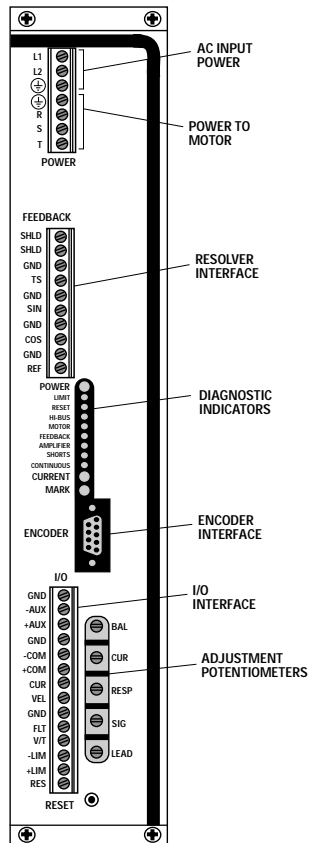 L1
L2
R
S
T
POWER
AC INPUT
POWER
POWER TO
MOTOR
FEEDBACK
SHLD
SHLD
GND
TS
GND
SIN
GND
COS
GND
REF
RESOLVER
INTERFACE
POWER
LIMIT
RESET
HI-BUS
MOTOR
FEEDBACK
AMPLIFIER
SHORTS
CONTINUOUS
CURRENT
MARK
DIAGNOSTIC
INDICATORS
ENCODER
ENCODER
INTERFACE
I/O
GND
-AUX
+AUX
GND
-COM
+COM
CUR
VEL
GND
FLT
V/T
-LIM
+LIM
RES
RESET
I/O
INTERFACE
BAL
CUR
RESP
SIG
LEAD
ADJUSTMENT
POTENTIOMETERS